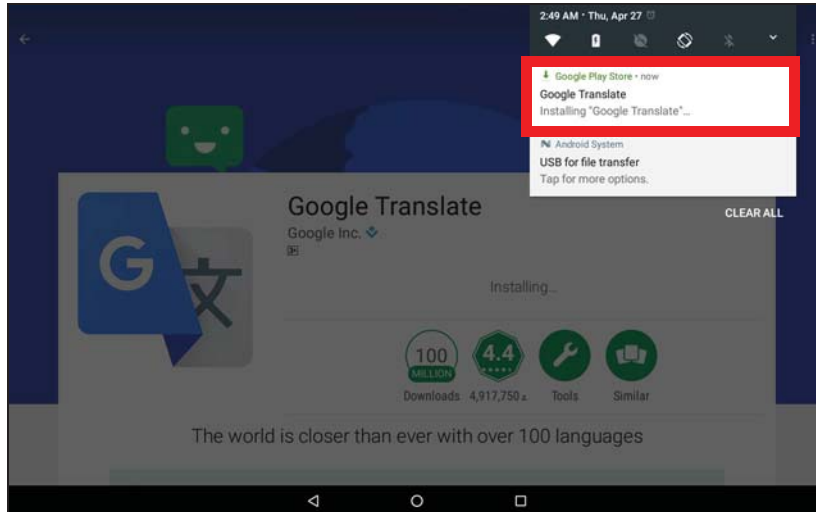 2:49 AM · Thu, Apr 27
Google Play Store • now
Google Translate
Installing "Google Translate"...
N Android System
USB for file transfer
Tap for more options.
CLEAR ALL
Google Translate
Google Inc.
3+
G 文
Installing...
100 MILLION
4.4
Downloads 4,917,750 Tools Similar
The world is closer than ever with over 100 languages